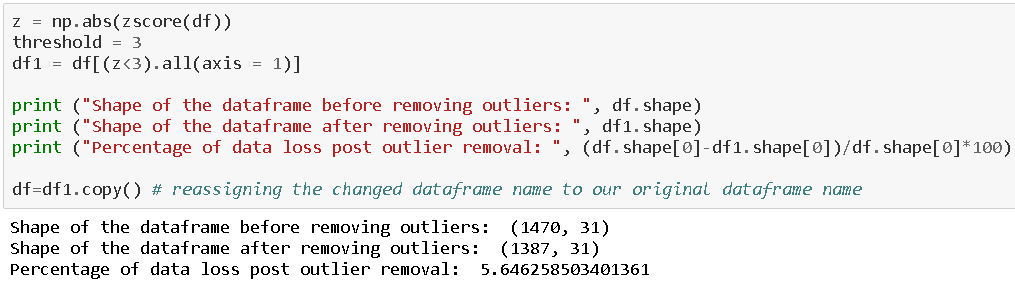 z = np.abs(zscore(df))
threshold = 3
df1 = df[(z<3).all(axis = 1)]
print ("Shape of the dataframe before removing outliers: ", df.shape)
print ("Shape of the dataframe after removing outliers: ", df1.shape)
print ("Percentage of data loss post outlier removal: ", (df.shape[0]-df1.shape[0])/df.shape[0]*100)
df=df1.copy() # reassigning the changed dataframe name to our original dataframe name
Shape of the dataframe before removing outliers:  (1470, 31)
Shape of the dataframe after removing outliers:  (1387, 31)
Percentage of data loss post outlier removal:  5.646258503401361